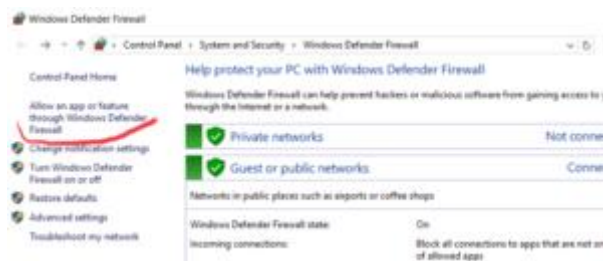 Windows Defender Firewall
Control Panel › System and Security › Windows Defender Firewall
Control Panel Home
Allow an app or feature
through Windows Defender
Firewall
Change notification settings
Turn Windows Defender
Firewall on or off
Restore defaults
Advanced settings
Troubleshoot my network
Help protect your PC with Windows Defender Firewall
Windows Defender Firewall can help prevent hackers or malicious software from gaining access to
through the Internet or a network.
Private networks
Not conne
Guest or public networks
Conne
Networks in public places such as airports or coffee shops
Windows Defender Firewall state:
On
Incoming connections:
Block all connections to apps that are not on
of allowed apps